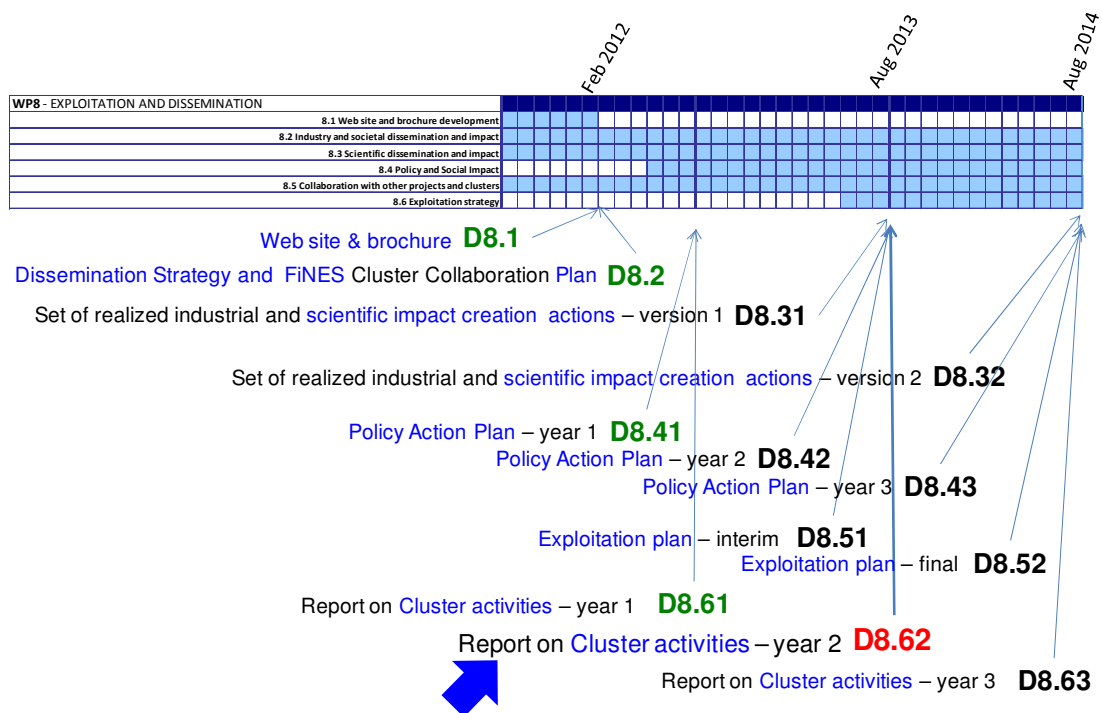 Feb 2012
Aug 2013
Aug 2014
WP8 - EXPLOITATION AND DISSEMINATION
8.1 Web site and brochure development
8.2 Industry and societal dissemination and impact
8.3 Scientific dissemination and impact
8.4 Policy and Social Impact
8.5 Collaboration with other projects and clusters
8.6 Exploitation strategy
Web site & brochure D8.1
Dissemination Strategy and FiNES Cluster Collaboration Plan D8.2
Set of realized industrial and scientific impact creation actions – version 1 D8.31
Set of realized industrial and scientific impact creation actions – version 2 D8.32
Policy Action Plan – year 1 D8.41
Policy Action Plan – year 2 D8.42
Policy Action Plan – year 3 D8.43
Exploitation plan – interim D8.51
Exploitation plan – final D8.52
Report on Cluster activities – year 1 D8.61
Report on Cluster activities – year 2 D8.62
Report on Cluster activities – year 3 D8.63